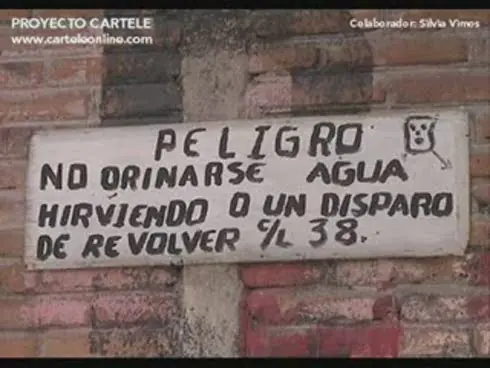 PROYECTO CARTELE
www.carteleonline.com
Colaborador: Silvia Vimos
PELIGRO
NO ORINARSE AGUA
HIRVIENDO O UN DISPARO
DE REVOLVER C/L 38.